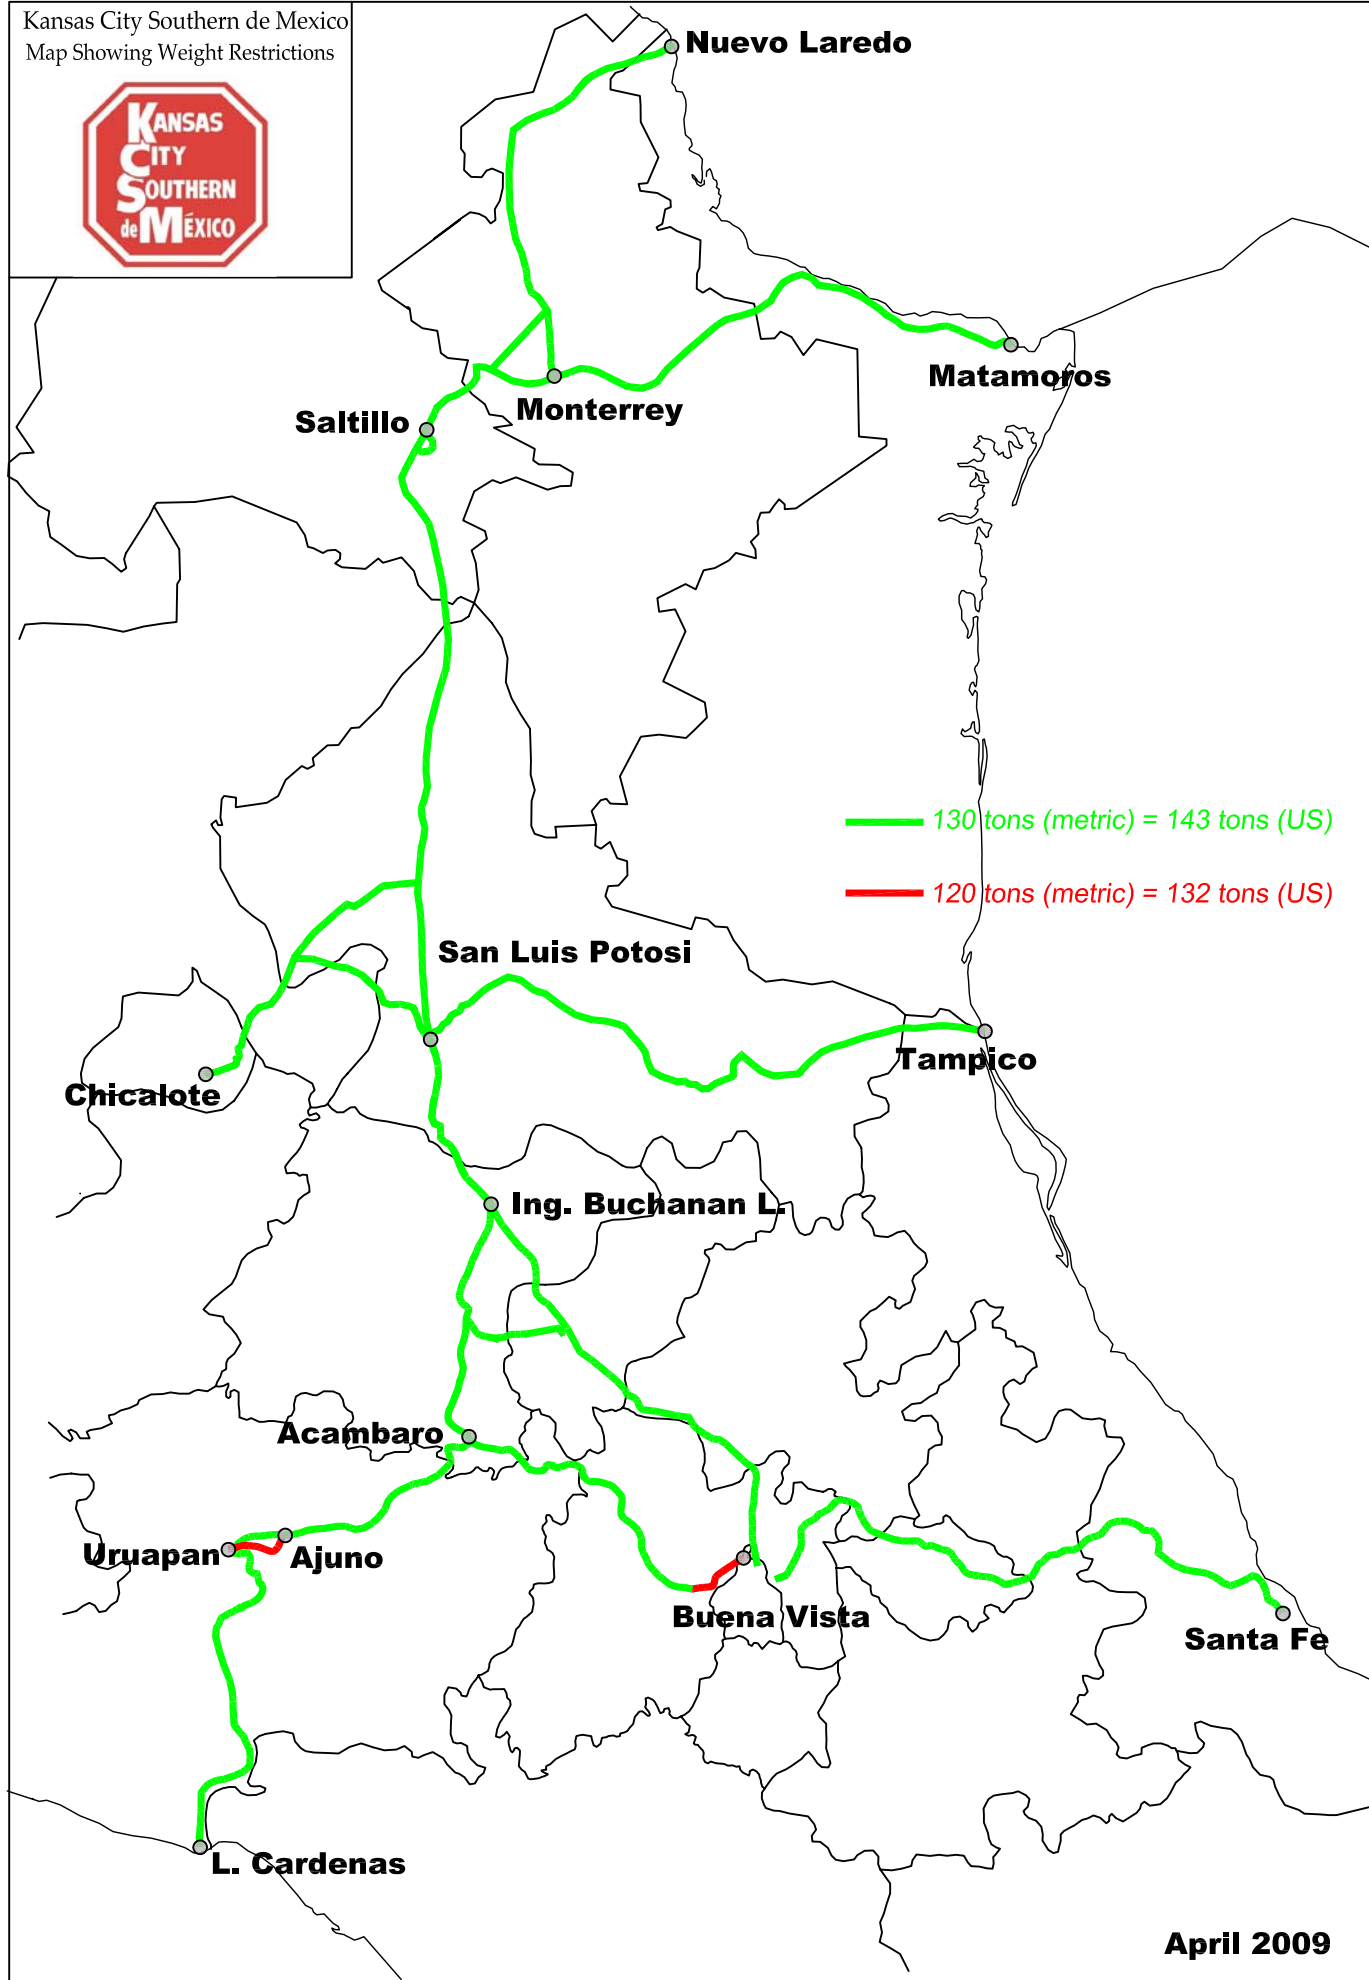 Kansas City Southern de Mexico
Map Showing Weight Restrictions
KANSAS
CITY
SOUTHERN
de MÉXICO
Nuevo Laredo
Matamoros
Monterrey
Saltillo
130 tons (metric) = 143 tons (US)
120 tons (metric) = 132 tons (US)
San Luis Potosi
Tampico
Chicalote
Ing. Buchanan L.
Acambaro
Uruapan
Ajuno
Buena Vista
Santa Fe
L. Cardenas
April 2009